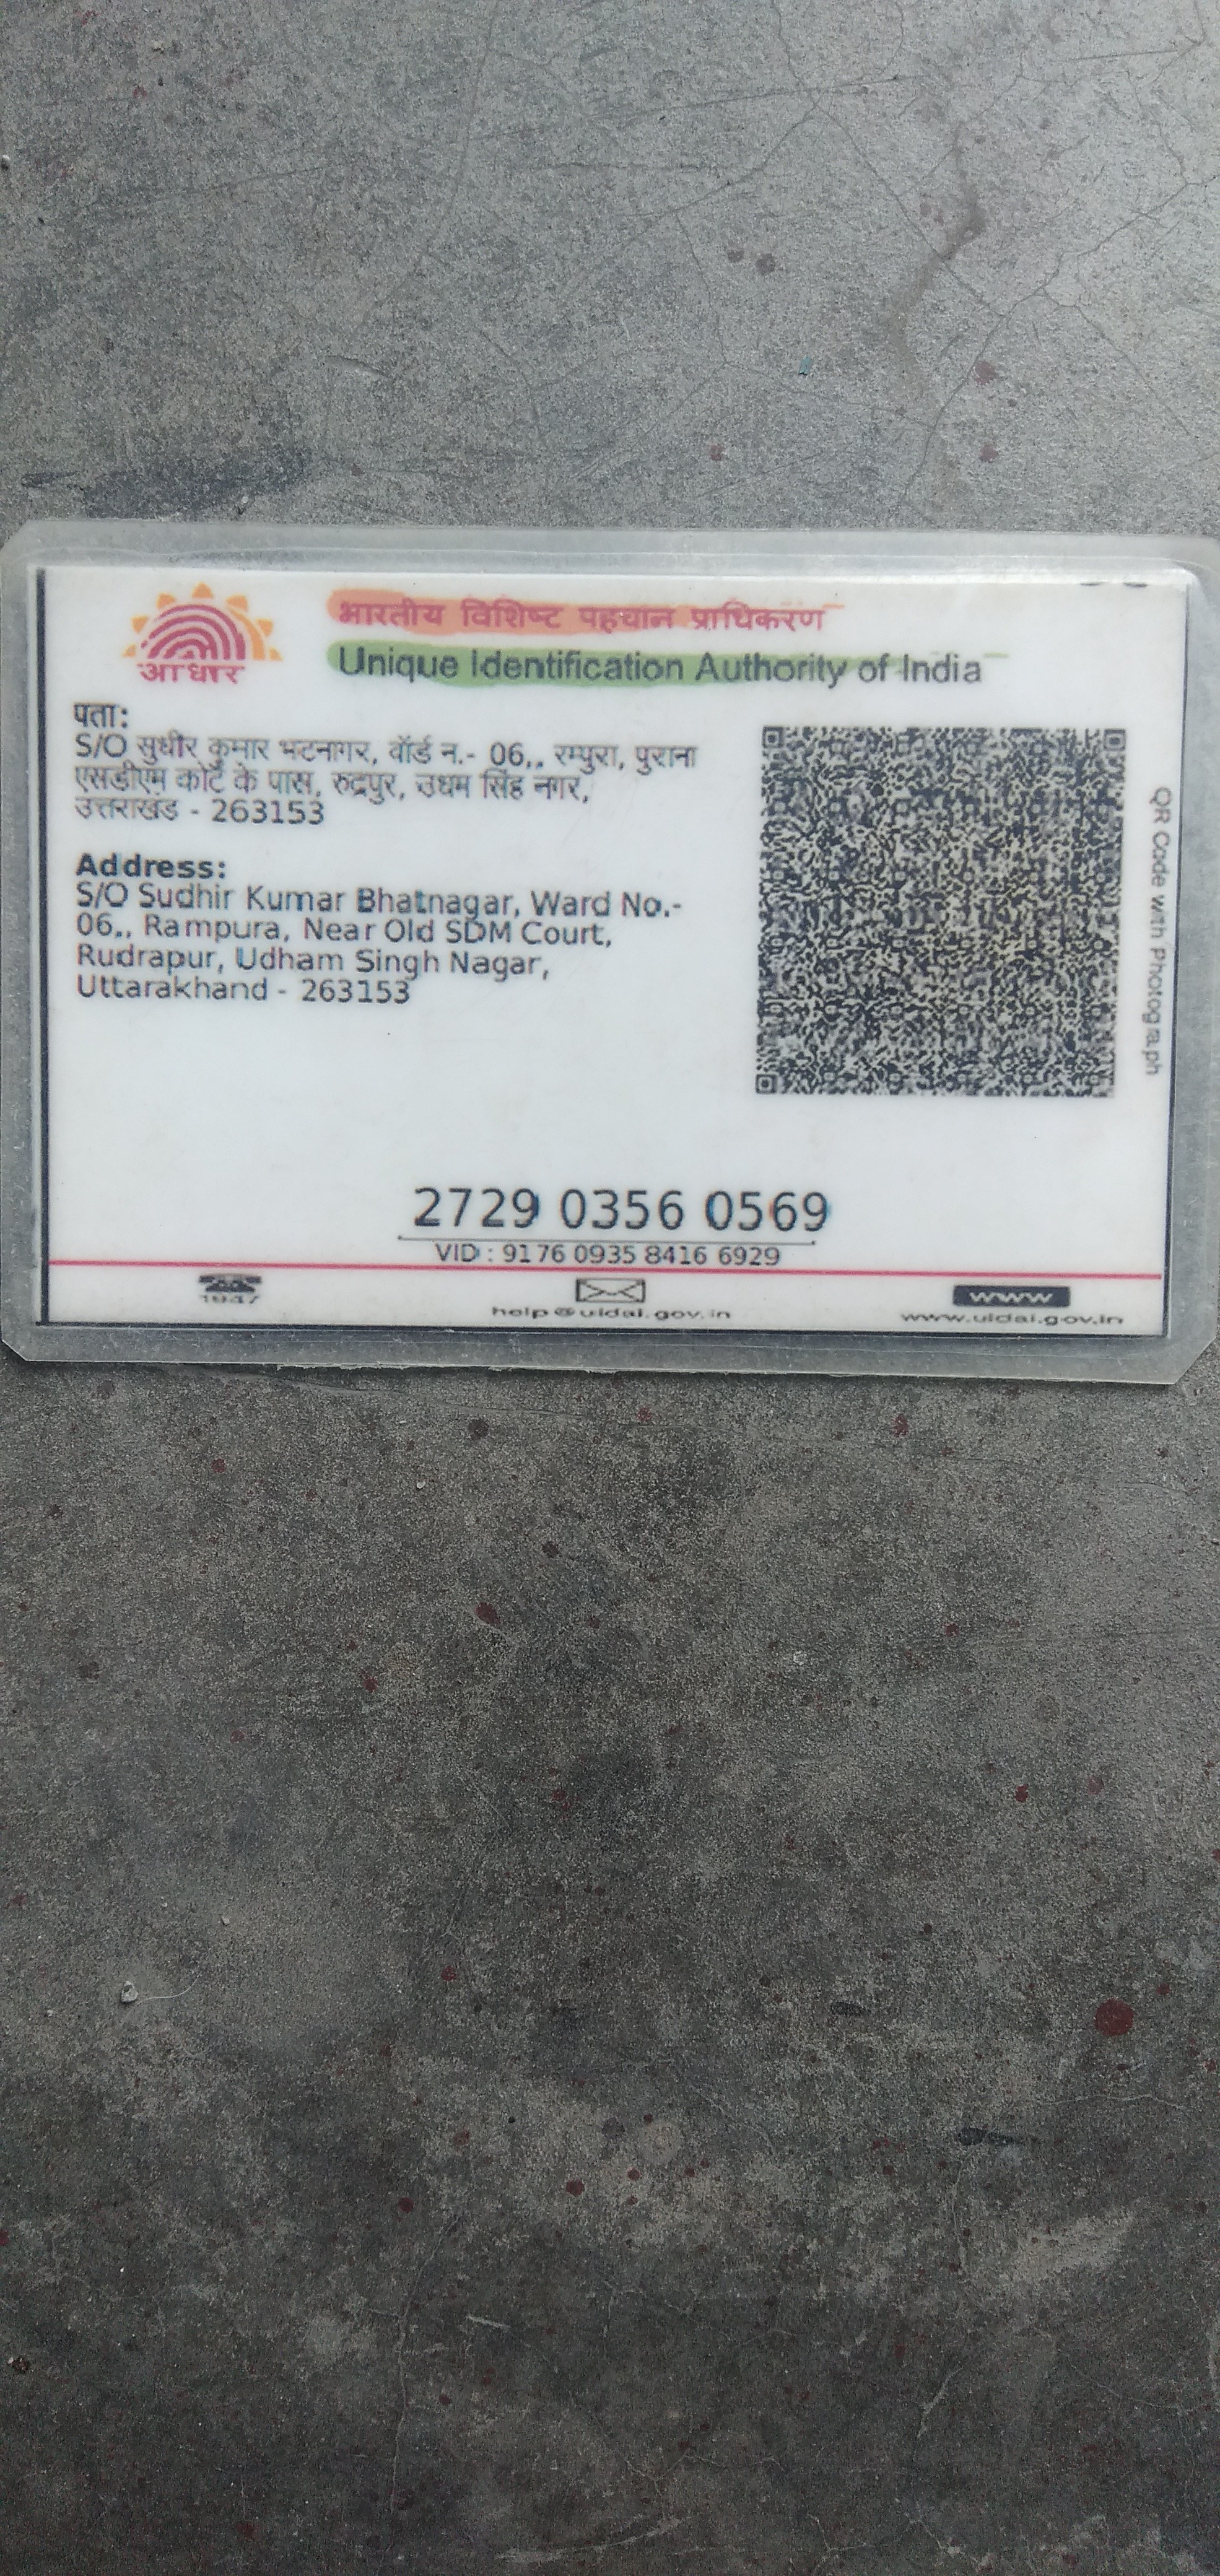 भारतीय विशिष्ट पहचान प्राधिकरण
आधार
Unique Identification Authority of India
पता:
S/O सुधीर कुमार भटनागर, वॉर्ड न.- 06,, रम्पुरा, पुराना
एसडीएम कोर्ट के पास, रुद्रपुर, उधम सिंह नगर,
उत्तराखंड - 263153
Address:
S/O Sudhir Kumar Bhatnagar, Ward No.-
06,, Rampura, Near Old SDM Court,
Rudrapur, Udham Singh Nagar,
Uttarakhand - 263153
QR Code with Photograph
2729 0356 0569
VID : 9176 0935 8416 6929
1947
help@uidai.gov.in
www
www.uidai.gov.in